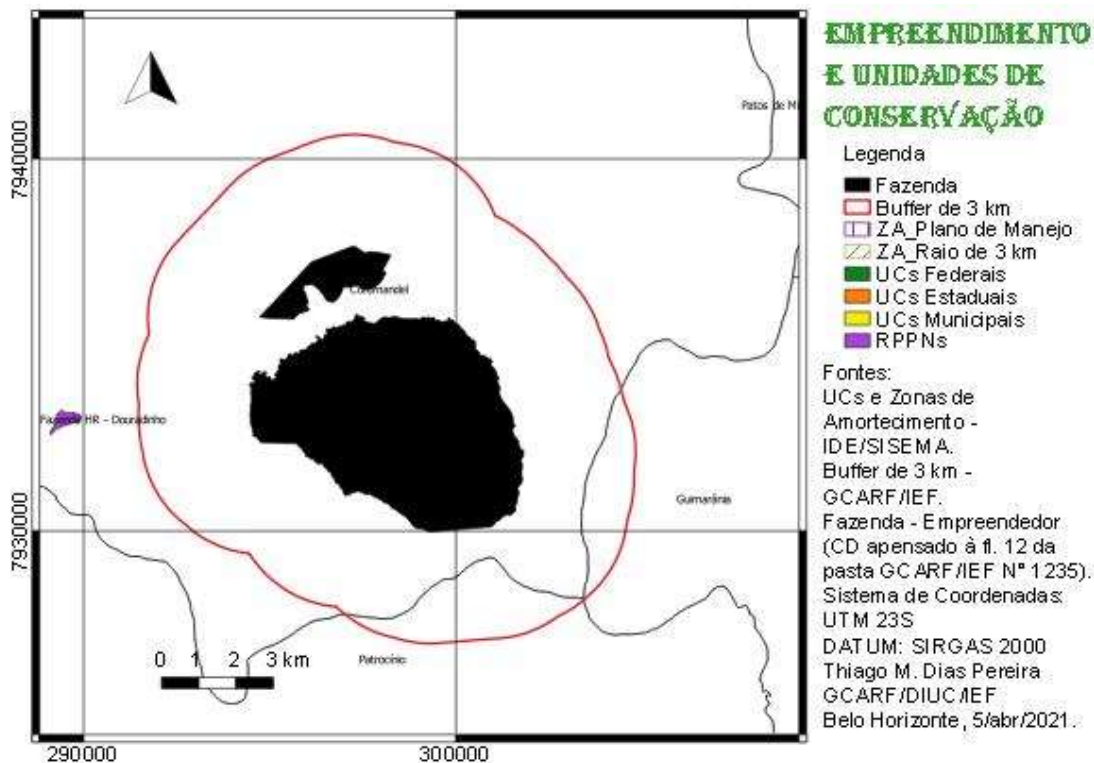 7940000
7930000
290000
300000
Patos de M
Coromandel
Fazenda HR - Douradinho
Guimarânia
Patrocínio
0 1 2 3 km
EMPREENDIMENTO
E UNIDADES DE
CONSERVAÇÃO
Legenda
Fazenda
Buffer de 3 km
ZA_Plano de Manejo
ZA_Raio de 3 km
UCs Federais
UCs Estaduais
UCs Municipais
RPPNs
Fontes:
UCs e Zonas de
Amortecimento -
IDE/SISEMA.
Buffer de 3 km -
GCARF/IEF.
Fazenda - Empreendedor
(CD apensado à fl. 12 da
pasta GCARF/IEF Nº 1235).
Sistema de Coordenadas:
UTM 23S
DATUM: SIRGAS 2000
Thiago M. Dias Pereira
GCARF/DIUC/IEF
Belo Horizonte, 5/abr/2021.